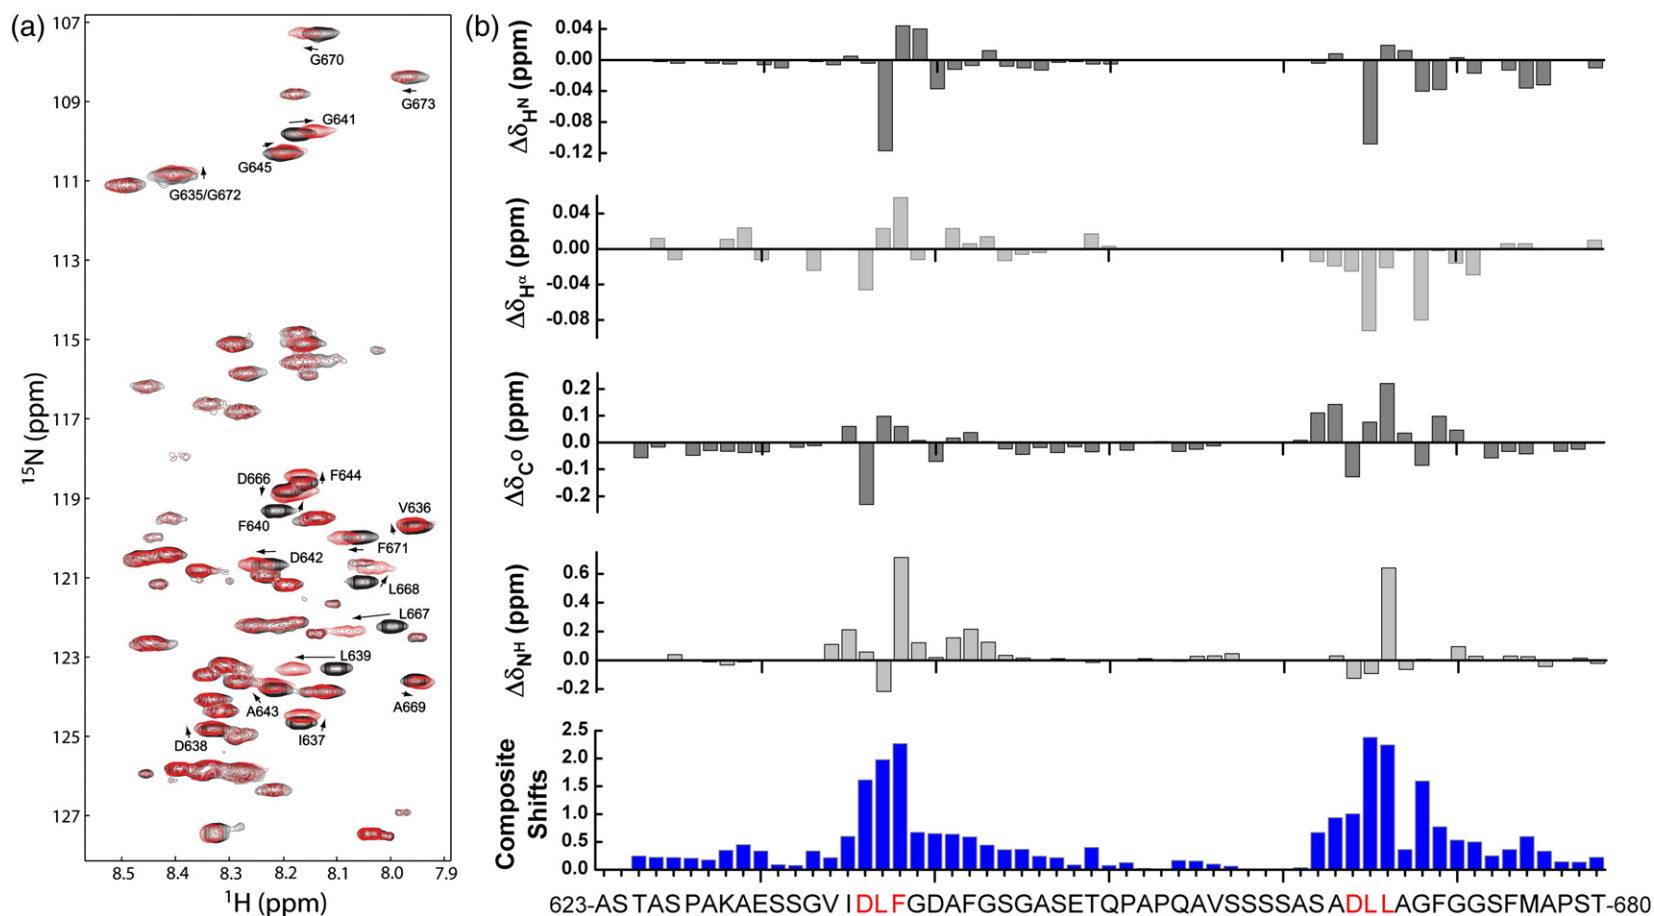 (a)
107
109
111
113
115
117
119
121
123
125
127
¹⁵N (ppm)
8.5 8.4 8.3 8.2 8.1 8.0 7.9
¹H (ppm)
G670
G673
G641
G645
G635/G672
D666
F644
F640
V636
D642
F671
L668
L667
L639
A643
A669
D638
I637
(b)
ΔδHᴺ (ppm)
0.04
0.00
-0.04
-0.08
-0.12
ΔδHᵅ (ppm)
0.04
0.00
-0.04
-0.08
ΔδCᴼ (ppm)
0.2
0.1
0.0
-0.1
-0.2
ΔδNᴴ (ppm)
0.6
0.4
0.2
0.0
-0.2
Composite
Shifts
2.5
2.0
1.5
1.0
0.5
0.0
623-ASTASPAKAESSGVIDLFGDAFGSGASETQPAPQAVSSSSASADLLAGFGGSFMAPST-680